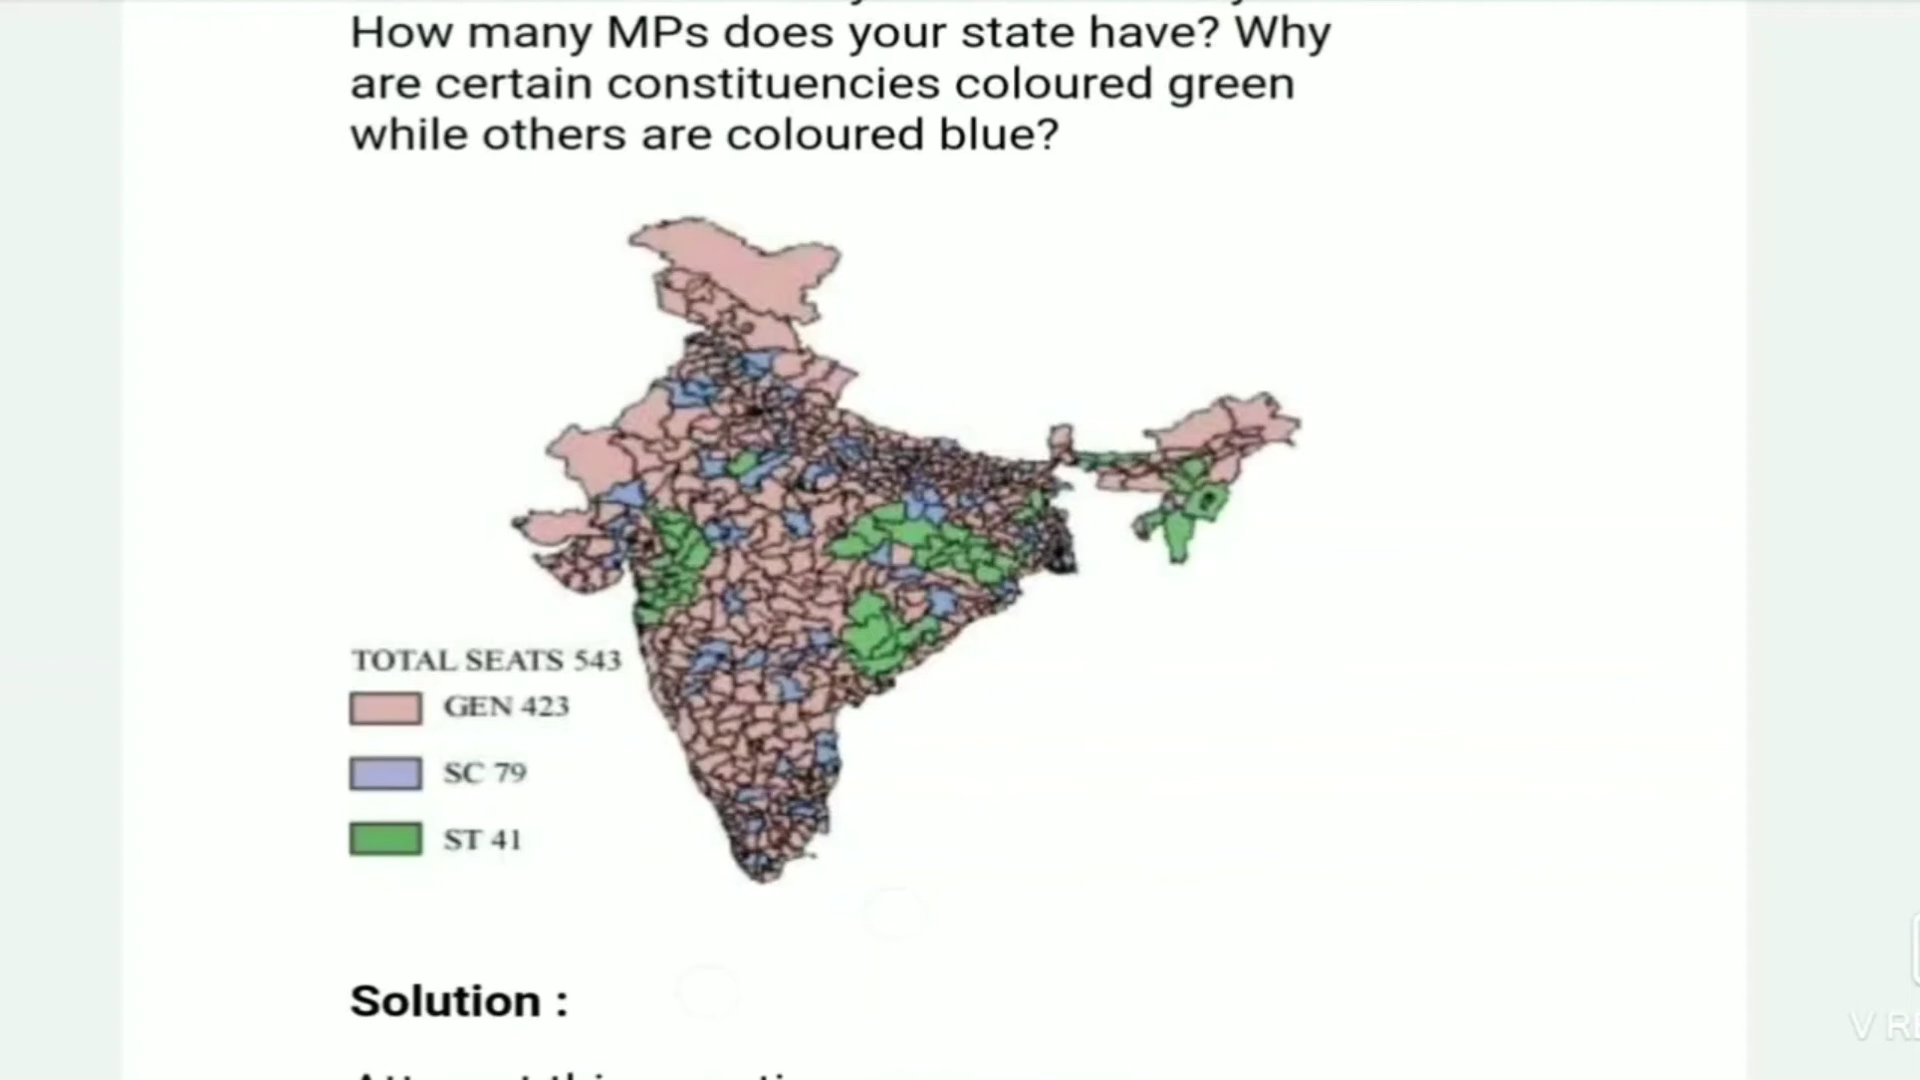 How many MPs does your state have? Why
are certain constituencies coloured green
while others are coloured blue?
TOTAL SEATS 543
GEN 423
SC 79
ST 41
Solution :